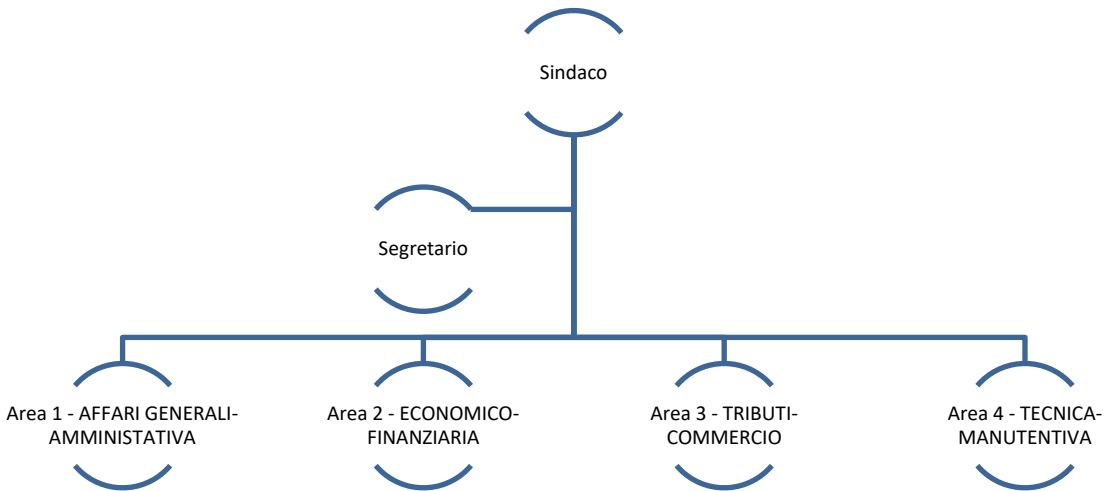 Sindaco
Segretario
Area 1 - AFFARI GENERALI-
AMMINISTATIVA
Area 2 - ECONOMICO-
FINANZIARIA
Area 3 - TRIBUTI-
COMMERCIO
Area 4 - TECNICA-
MANUTENTIVA